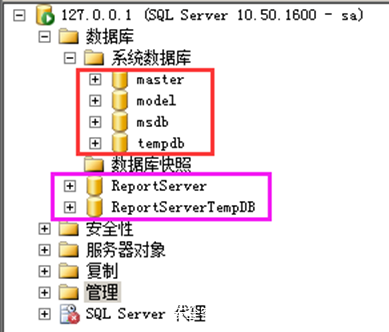 127.0.0.1 (SQL Server 10.50.1600 - sa)
数据库
系统数据库
master
model
msdb
tempdb
数据库快照
ReportServer
ReportServerTempDB
安全性
服务器对象
复制
管理
SQL Server 代理